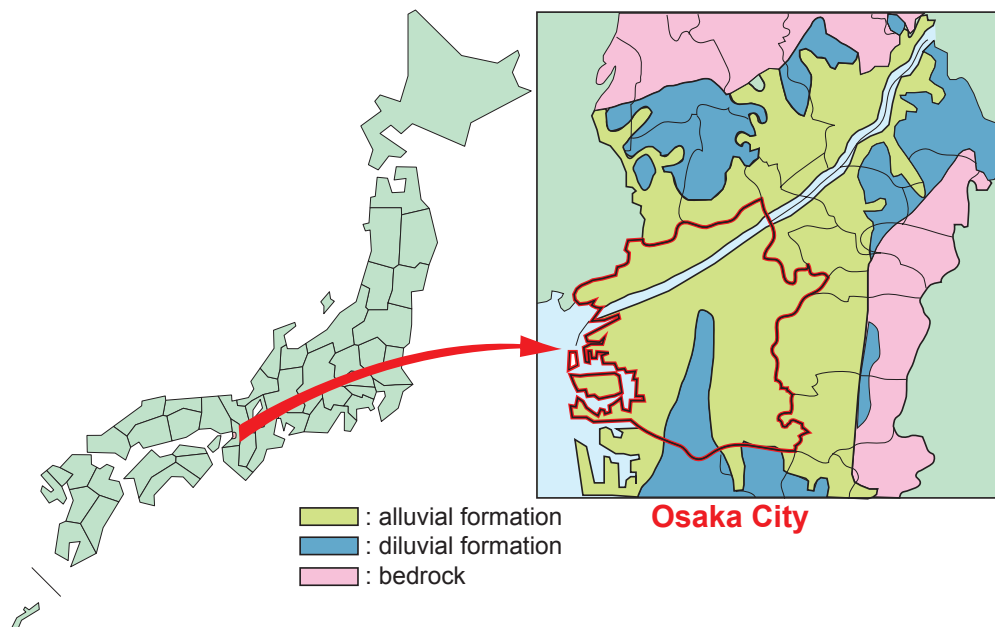 Osaka City
: alluvial formation
: diluvial formation
: bedrock